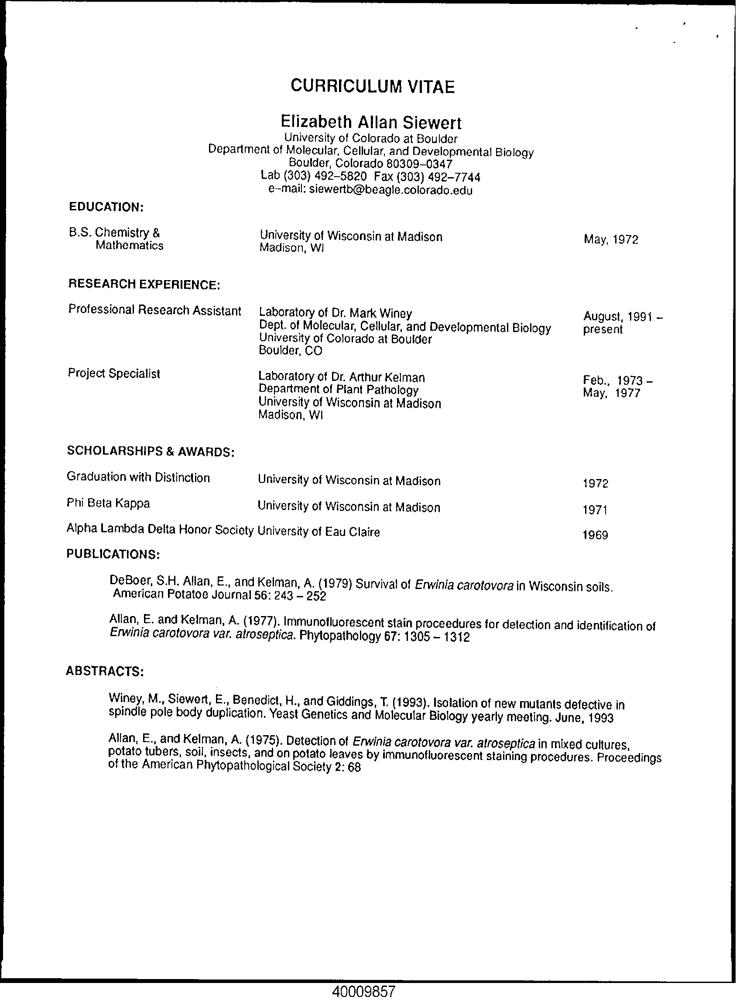 CURRICULUM VITAE
Elizabeth Allan Siewert
University of Colorado at Boulder
Department of Molecular, Cellular, and Developmental Biology
Boulder, Colorado 80309–0347
Lab (303) 492–5820 Fax (303) 492–7744
e–mail: siewertb@beagle.colorado.edu
EDUCATION:
B.S. Chemistry & University of Wisconsin at Madison May, 1972
Mathematics Madison, WI
RESEARCH EXPERIENCE:
Professional Research Assistant Laboratory of Dr. Mark Winey August, 1991 –
Dept. of Molecular, Cellular, and Developmental Biology present
University of Colorado at Boulder
Boulder, CO
Project Specialist Laboratory of Dr. Arthur Kelman Feb., 1973 –
Department of Plant Pathology May, 1977
University of Wisconsin at Madison
Madison, WI
SCHOLARSHIPS & AWARDS:
Graduation with Distinction University of Wisconsin at Madison 1972
Phi Beta Kappa University of Wisconsin at Madison 1971
Alpha Lambda Delta Honor Society University of Eau Claire 1969
PUBLICATIONS:
DeBoer, S.H. Allan, E., and Kelman, A. (1979) Survival of Erwinia carotovora in Wisconsin soils.
American Potatoe Journal 56: 243 – 252
Allan, E. and Kelman, A. (1977). Immunofluorescent stain proceedures for detection and identification of
Erwinia carotovora var. atroseptica. Phytopathology 67: 1305 – 1312
ABSTRACTS:
Winey, M., Siewert, E., Benedict, H., and Giddings, T. (1993). Isolation of new mutants defective in
spindle pole body duplication. Yeast Genetics and Molecular Biology yearly meeting. June, 1993
Allan, E., and Kelman, A. (1975). Detection of Erwinia carotovora var. atroseptica in mixed cultures,
potato tubers, soil, insects, and on potato leaves by immunofluorescent staining procedures. Proceedings
of the American Phytopathological Society 2: 68
40009857